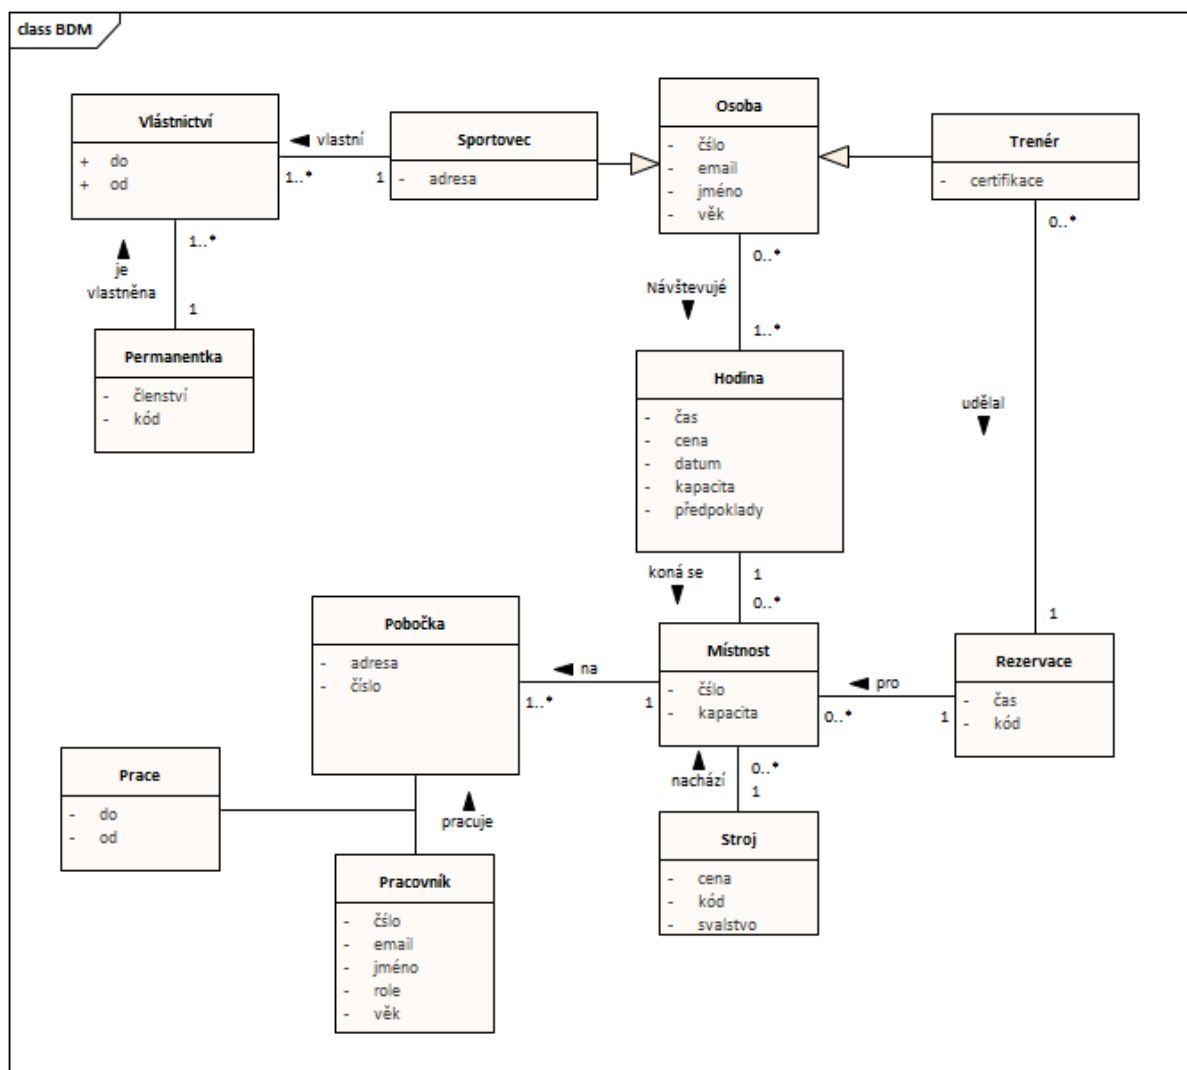 class BDM
Vlástnictví
+ do
+ od
vlastní
1..*
1
Sportovec
- adresa
Osoba
- čšlo
- email
- jméno
- věk
Trenér
- certifikace
1..*
je
vlastněna
1
Permanentka
- členství
- kód
0..*
Návštevujé
1..*
0..*
Hodina
- čas
- cena
- datum
- kapacita
- předpoklady
udělal
koná se
1
0..*
1
Pobočka
- adresa
- číslo
na
1..*
1
Místnost
- čšlo
- kapacita
pro
0..*
1
Rezervace
- čas
- kód
nachází
0..*
1
Prace
- do
- od
pracuje
Stroj
- cena
- kód
- svalstvo
Pracovník
- čšlo
- email
- jméno
- role
- věk